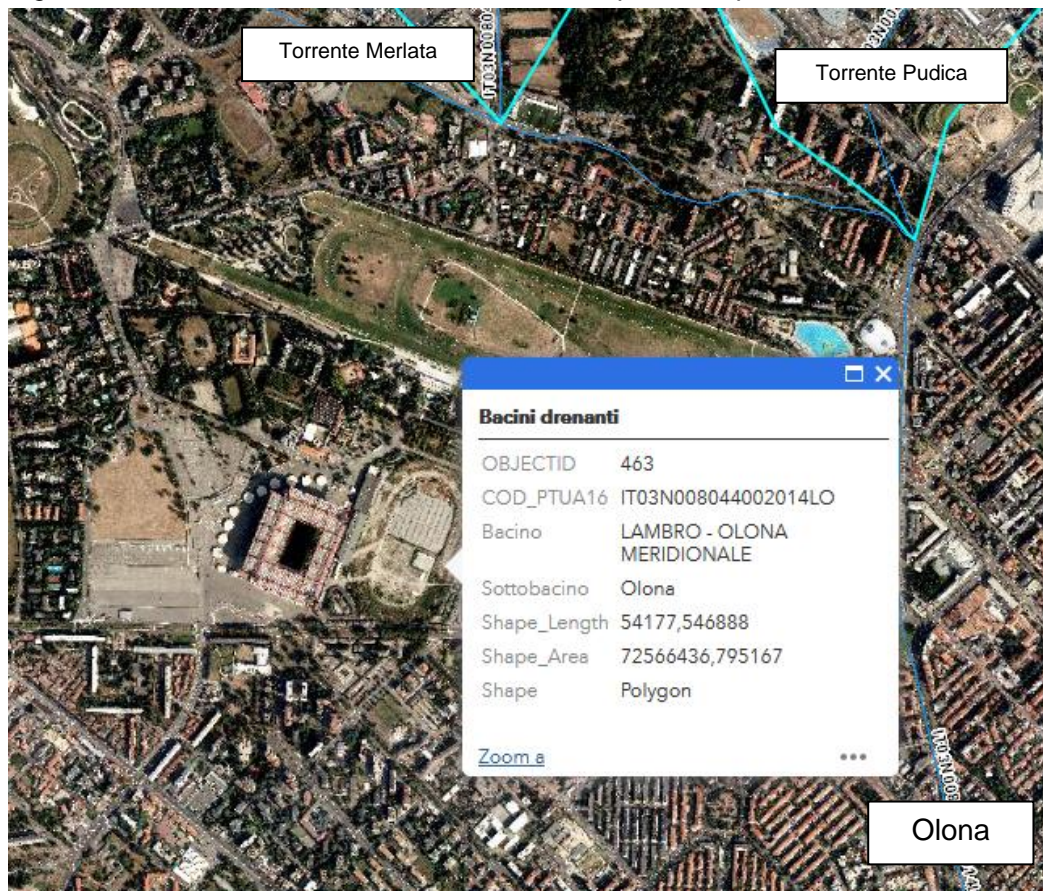 Torrente Merlata
Torrente Pudica
IT03N0080
Bacini drenanti
OBJECTID 463
COD_PTUA16 IT03N008044002014LO
Bacino LAMBRO - OLONA
MERIDIONALE
Sottobacino Olona
Shape_Length 54177,546888
Shape_Area 72566436,795167
Shape Polygon
Zoom a
Olona